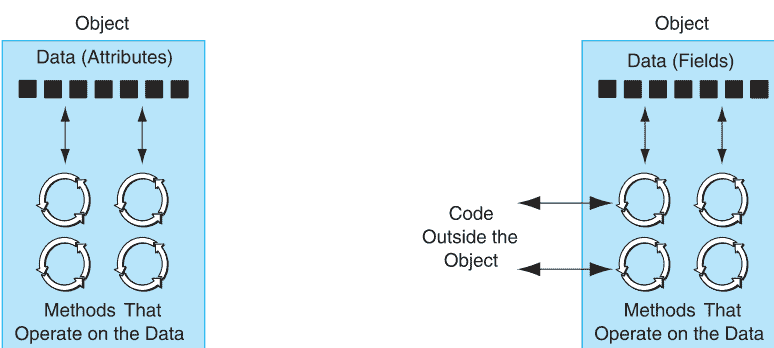 Object
Data (Attributes)
Methods That
Operate on the Data
Object
Data (Fields)
Code
Outside the
Object
Methods That
Operate on the Data